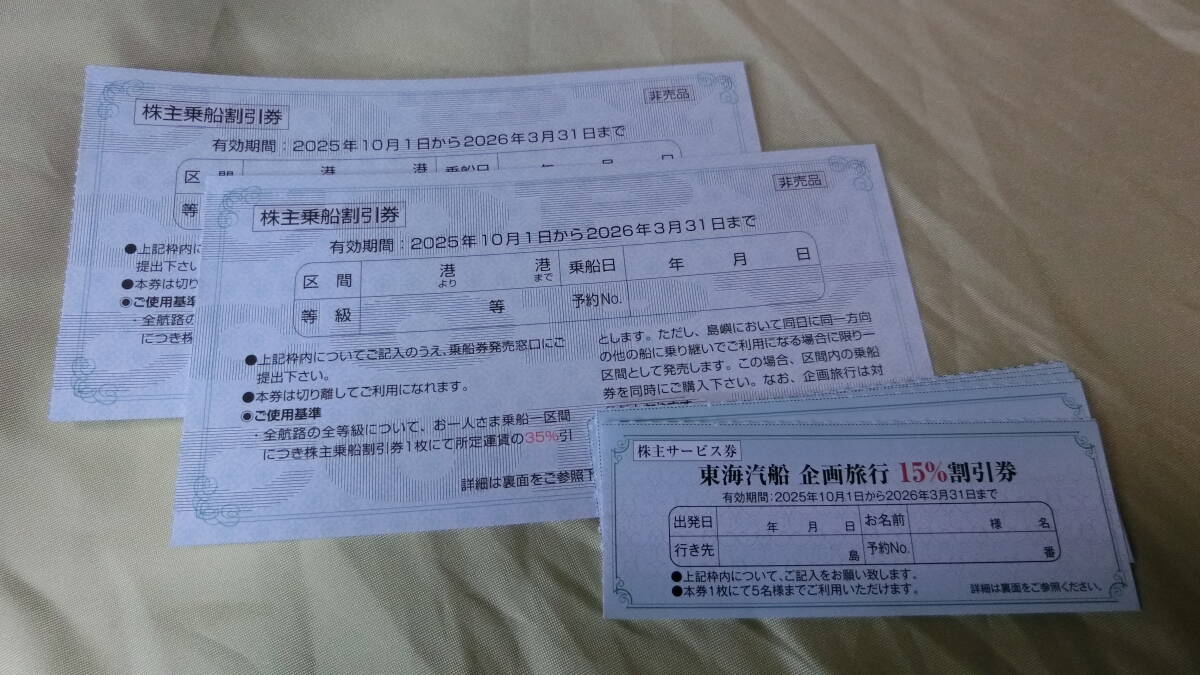 株主乗船割引券
非売品
有効期間：2025年10月1日から2026年3月31日まで
区 間 港 港 乗船日 年 月 日
等
●上記枠内に
提出下さい
●本券は切り
◉ご使用基準
・全航路の
につき株
株主乗船割引券
非売品
有効期間：2025年10月1日から2026年3月31日まで
区 間 港より 港まで 乗船日 年 月 日
等 級 等 予約No.
●上記枠内についてご記入のうえ、乗船券発売窓口にご
提出下さい。
●本券は切り離してご利用になれます。
◉ご使用基準
・全航路の全等級について、お一人さま乗船一区間
につき株主乗船割引券1枚にて所定運賃の35%引
とします。ただし、島嶼において同日に同一方向
の他の船に乗り継いでご利用になる場合に限り一
区間として発売します。この場合、区間内の乗船
券を同時にご購入下さい。なお、企画旅行は対
詳細は裏面をご参照下
株主サービス券
東海汽船 企画旅行 15%割引券
有効期間：2025年10月1日から2026年3月31日まで
出発日 年 月 日 お名前 様 名
行き先 島 予約No. 番
●上記枠内について、ご記入をお願い致します。
●本券1枚にて5名様までご利用いただけます。
詳細は裏面をご参照ください。